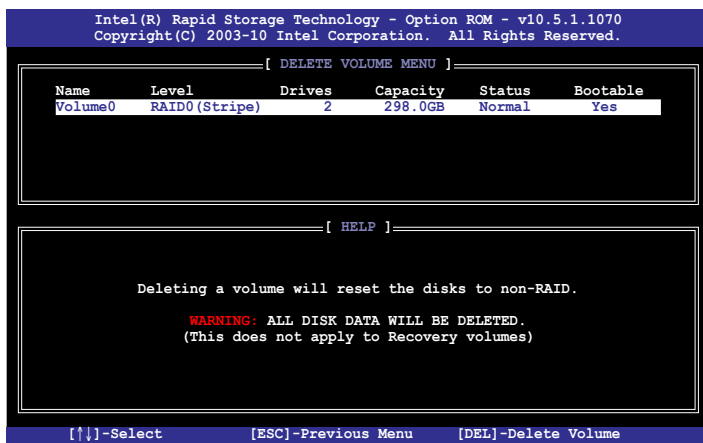 Intel(R) Rapid Storage Technology - Option ROM - v10.5.1.1070
Copyright(C) 2003-10 Intel Corporation. All Rights Reserved.
[ DELETE VOLUME MENU ]
Name Level Drives Capacity Status Bootable
Volume0 RAID0(Stripe) 2 298.0GB Normal Yes
[ HELP ]
Deleting a volume will reset the disks to non-RAID.
WARNING: ALL DISK DATA WILL BE DELETED.
(This does not apply to Recovery volumes)
[↑↓]-Select [ESC]-Previous Menu [DEL]-Delete Volume